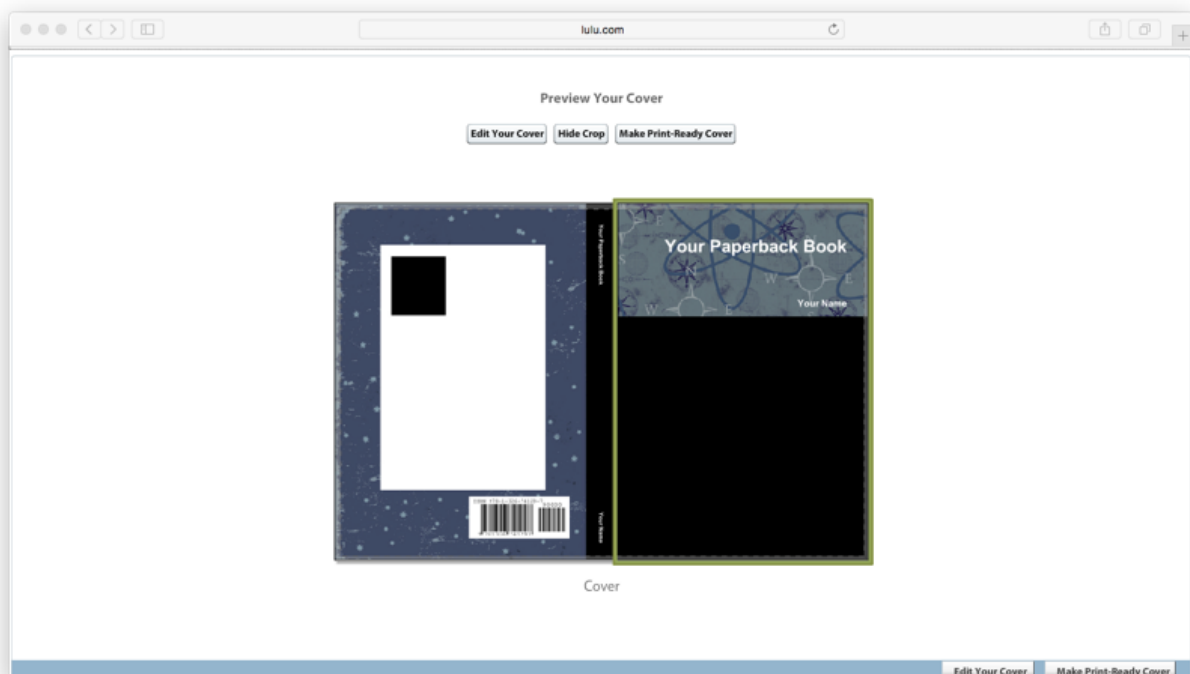 lulu.com
Preview Your Cover
Edit Your Cover
Hide Crop
Make Print-Ready Cover
Your Paperback Book
Your Name
Your Paperback Book
Your Name
N
W
E
S
N
W
E
W
E
Cover
Edit Your Cover
Make Print-Ready Cover